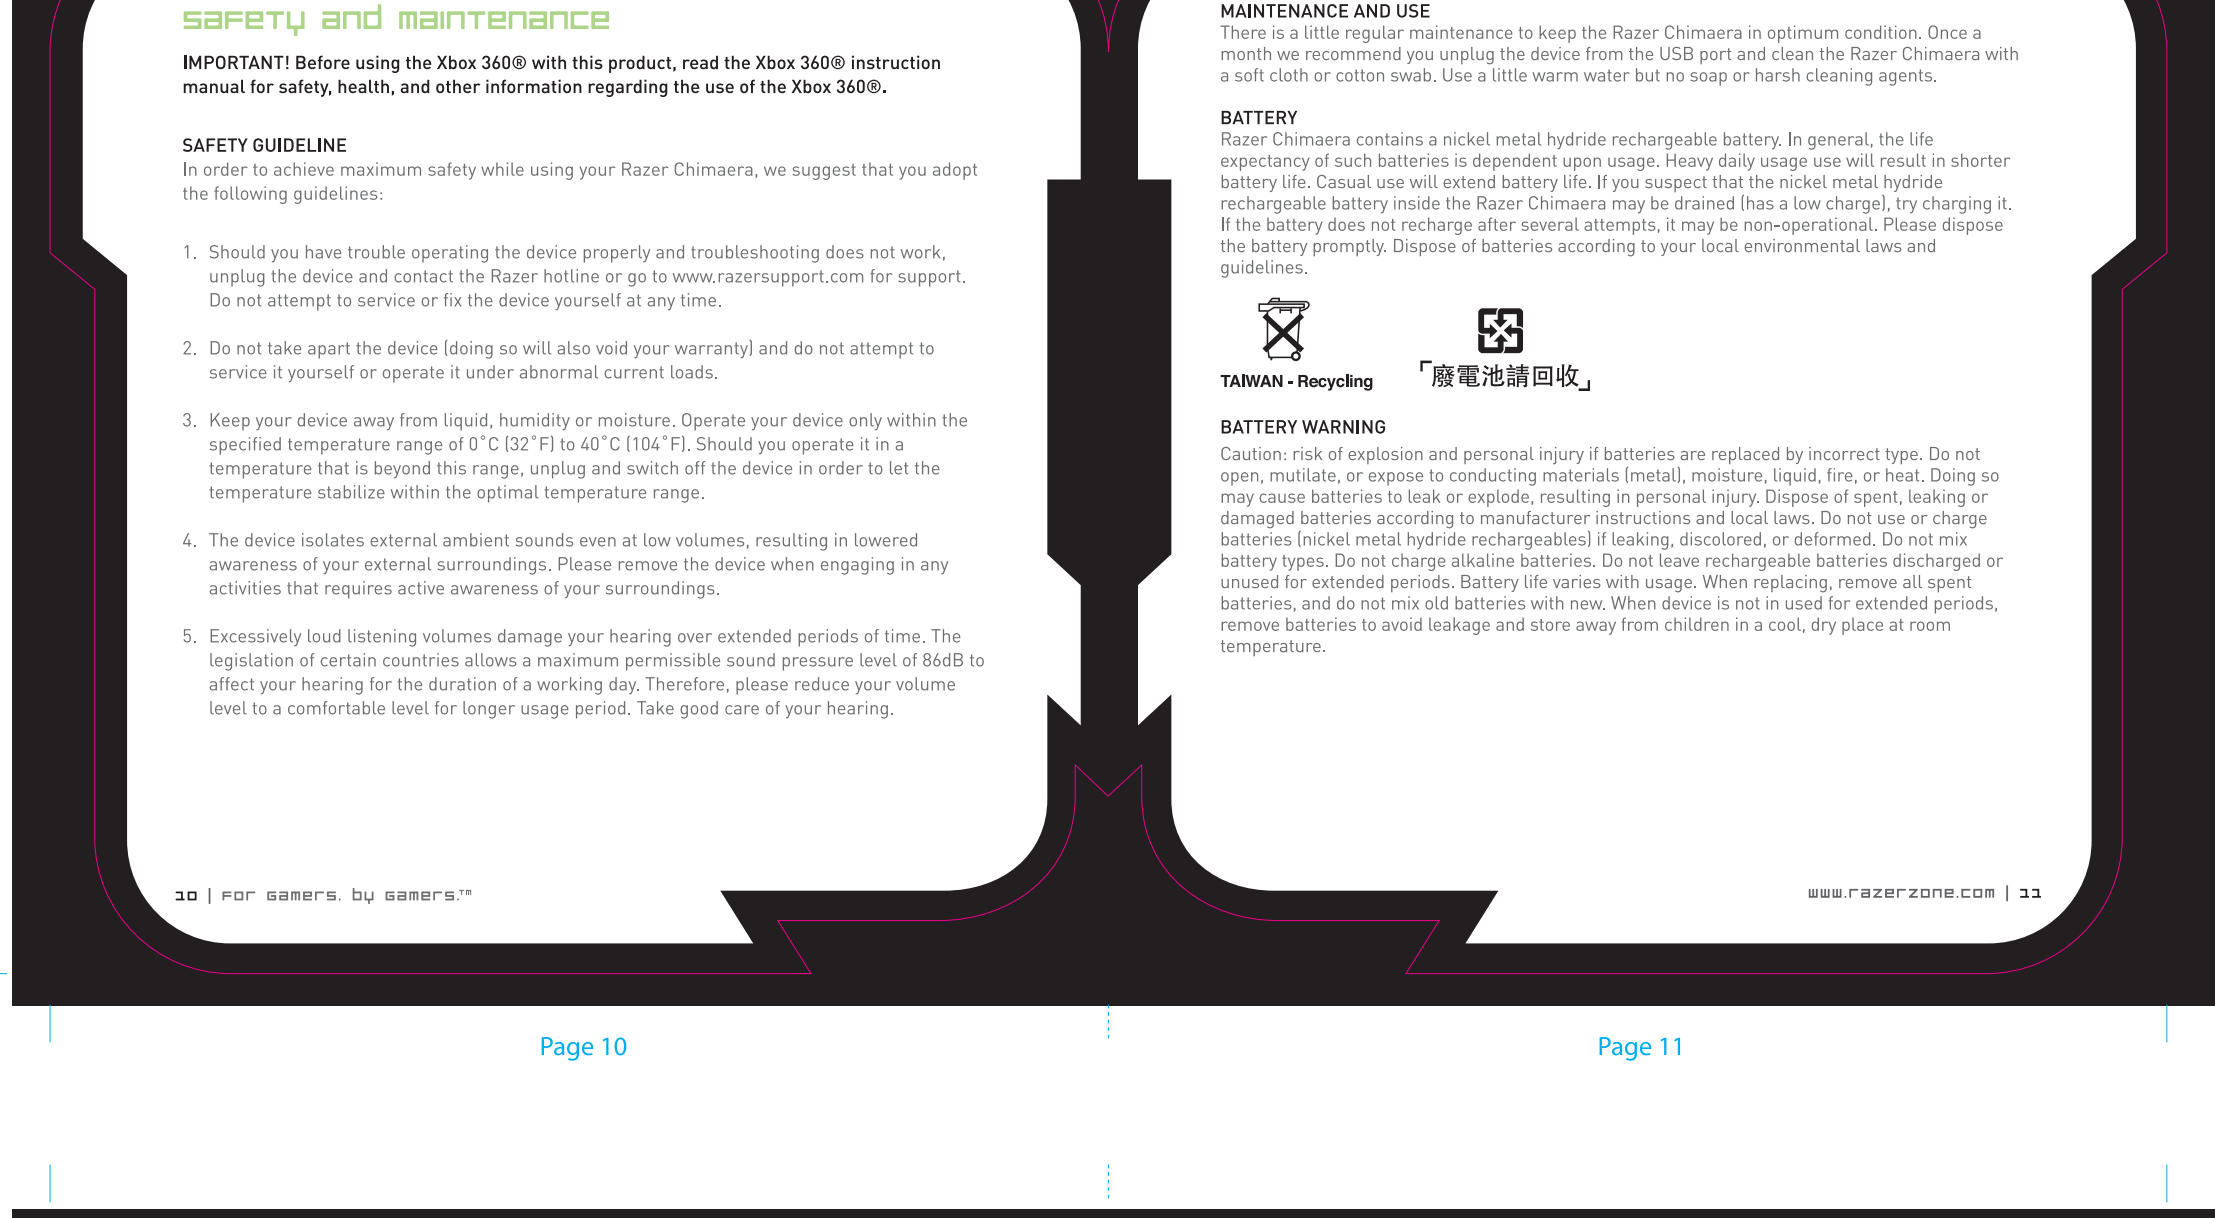 safety and maintenance
IMPORTANT! Before using the Xbox 360® with this product, read the Xbox 360® instruction
manual for safety, health, and other information regarding the use of the Xbox 360®.
SAFETY GUIDELINE
In order to achieve maximum safety while using your Razer Chimaera, we suggest that you adopt
the following guidelines:
1. Should you have trouble operating the device properly and troubleshooting does not work,
unplug the device and contact the Razer hotline or go to www.razersupport.com for support.
Do not attempt to service or fix the device yourself at any time.
2. Do not take apart the device (doing so will also void your warranty) and do not attempt to
service it yourself or operate it under abnormal current loads.
3. Keep your device away from liquid, humidity or moisture. Operate your device only within the
specified temperature range of 0˚C (32˚F) to 40˚C (104˚F). Should you operate it in a
temperature that is beyond this range, unplug and switch off the device in order to let the
temperature stabilize within the optimal temperature range.
4. The device isolates external ambient sounds even at low volumes, resulting in lowered
awareness of your external surroundings. Please remove the device when engaging in any
activities that requires active awareness of your surroundings.
5. Excessively loud listening volumes damage your hearing over extended periods of time. The
legislation of certain countries allows a maximum permissible sound pressure level of 86dB to
affect your hearing for the duration of a working day. Therefore, please reduce your volume
level to a comfortable level for longer usage period. Take good care of your hearing.
10 | For Gamers. By Gamers.™
MAINTENANCE AND USE
There is a little regular maintenance to keep the Razer Chimaera in optimum condition. Once a
month we recommend you unplug the device from the USB port and clean the Razer Chimaera with
a soft cloth or cotton swab. Use a little warm water but no soap or harsh cleaning agents.
BATTERY
Razer Chimaera contains a nickel metal hydride rechargeable battery. In general, the life
expectancy of such batteries is dependent upon usage. Heavy daily usage use will result in shorter
battery life. Casual use will extend battery life. If you suspect that the nickel metal hydride
rechargeable battery inside the Razer Chimaera may be drained (has a low charge), try charging it.
If the battery does not recharge after several attempts, it may be non-operational. Please dispose
the battery promptly. Dispose of batteries according to your local environmental laws and
guidelines.
TAIWAN - Recycling
「廢電池請回收」
BATTERY WARNING
Caution: risk of explosion and personal injury if batteries are replaced by incorrect type. Do not
open, mutilate, or expose to conducting materials (metal), moisture, liquid, fire, or heat. Doing so
may cause batteries to leak or explode, resulting in personal injury. Dispose of spent, leaking or
damaged batteries according to manufacturer instructions and local laws. Do not use or charge
batteries (nickel metal hydride rechargeables) if leaking, discolored, or deformed. Do not mix
battery types. Do not charge alkaline batteries. Do not leave rechargeable batteries discharged or
unused for extended periods. Battery life varies with usage. When replacing, remove all spent
batteries, and do not mix old batteries with new. When device is not in used for extended periods,
remove batteries to avoid leakage and store away from children in a cool, dry place at room
temperature.
www.razerzone.com | 11
Page 10
Page 11